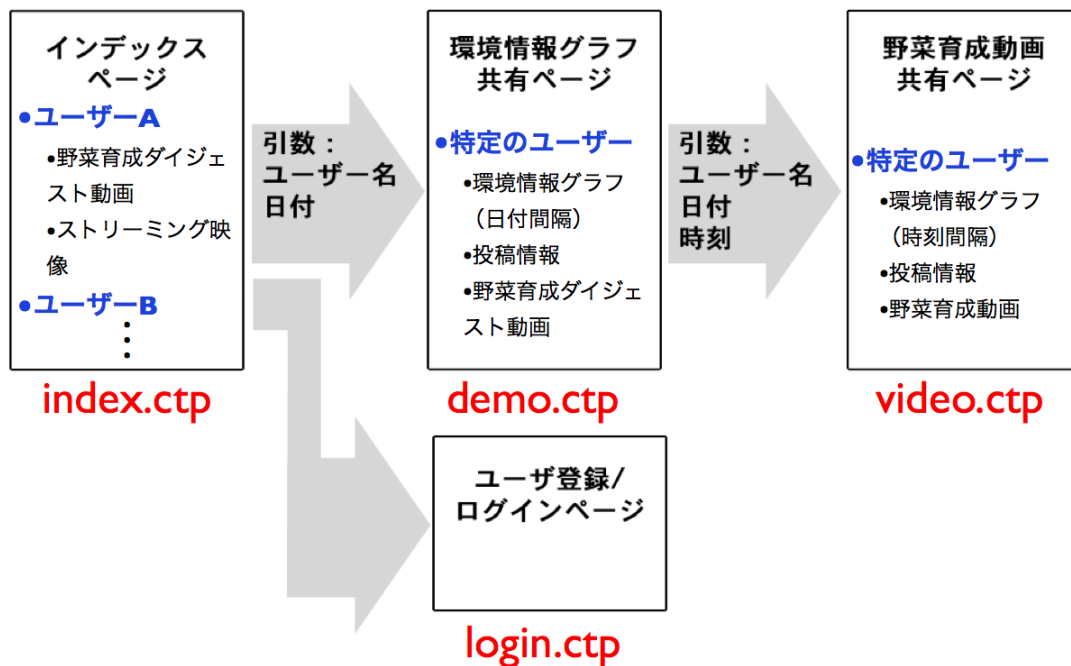 インデックス
ページ
•ユーザーA
•野菜育成ダイジェ
スト動画
•ストリーミング映
像
•ユーザーB
⋮
index.ctp
引数：
ユーザー名
日付
環境情報グラフ
共有ページ
•特定のユーザー
•環境情報グラフ
（日付間隔）
•投稿情報
•野菜育成ダイジェ
スト動画
demo.ctp
引数：
ユーザー名
日付
時刻
野菜育成動画
共有ページ
•特定のユーザー
•環境情報グラフ
（時刻間隔）
•投稿情報
•野菜育成動画
video.ctp
ユーザ登録/
ログインページ
login.ctp